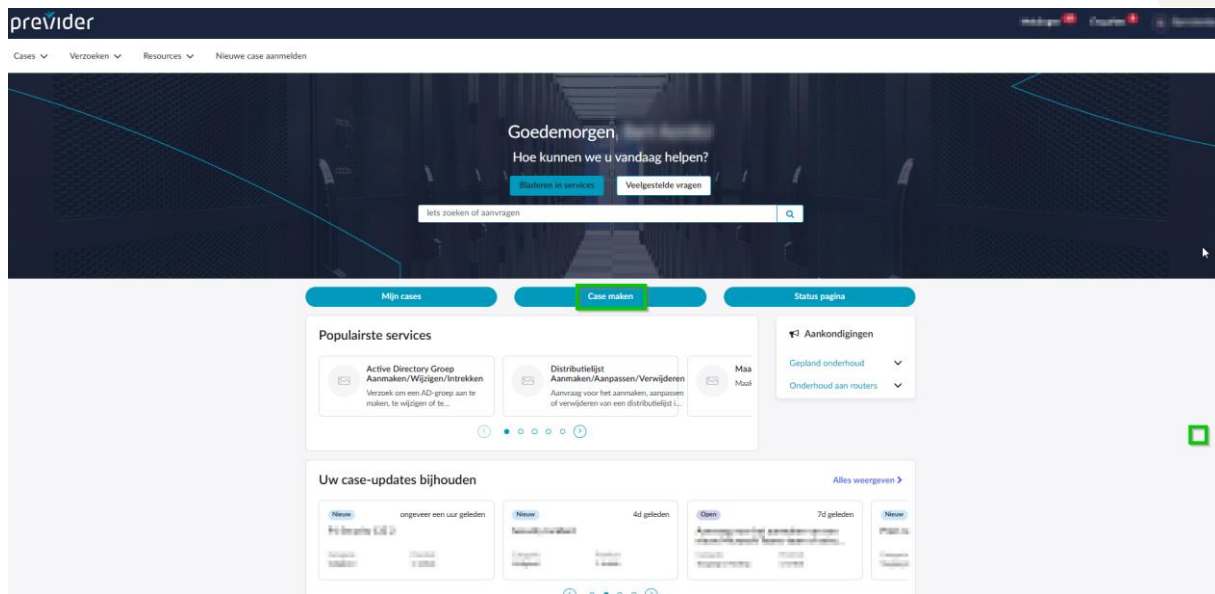 previder
Cases Verzoeken Resources Nieuwe case aanmelden
Goedemorgen,
Hoe kunnen we u vandaag helpen?
Bladeren in services Veelgestelde vragen
Iets zoeken of aanvragen
Mijn cases Case maken Status pagina
Populairste services
Active Directory Groep
Aanmaken/Wijzigen/Intrekken
Verzoek om een AD-groep aan te
maken, te wijzigen of te...
Distributielijst
Aanmaken/Aanpassen/Verwijderen
Aanvraag voor het aanmaken, aanpassen
of verwijderen van een distributielijst i...
Maa
Maak
Aankondigingen
Gepland onderhoud
Onderhoud aan routers
Uw case-updates bijhouden Alles weergeven
Nieuw ongeveer een uur geleden
Nieuw 4d geleden
Open 7d geleden
Nieuw